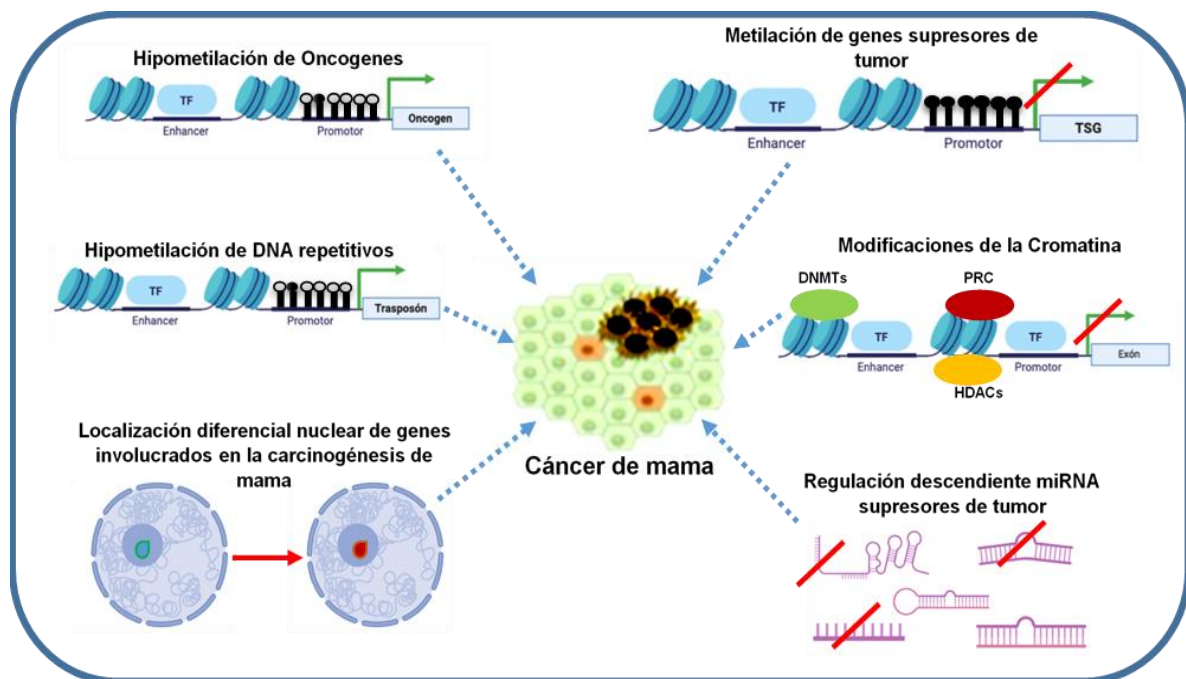 Hipometilación de Oncogenes
TF
Enhancer
Promotor
Oncogen
Metilación de genes supresores de
tumor
TF
Enhancer
Promotor
TSG
Hipometilación de DNA repetitivos
TF
Enhancer
Promotor
Trasposón
Modificaciones de la Cromatina
DNMTs
PRC
TF
TF
Enhancer
Promotor
Exón
HDACs
Localización diferencial nuclear de genes
involucrados en la carcinogénesis de
mama
Cáncer de mama
Regulación descendiente miRNA
supresores de tumor